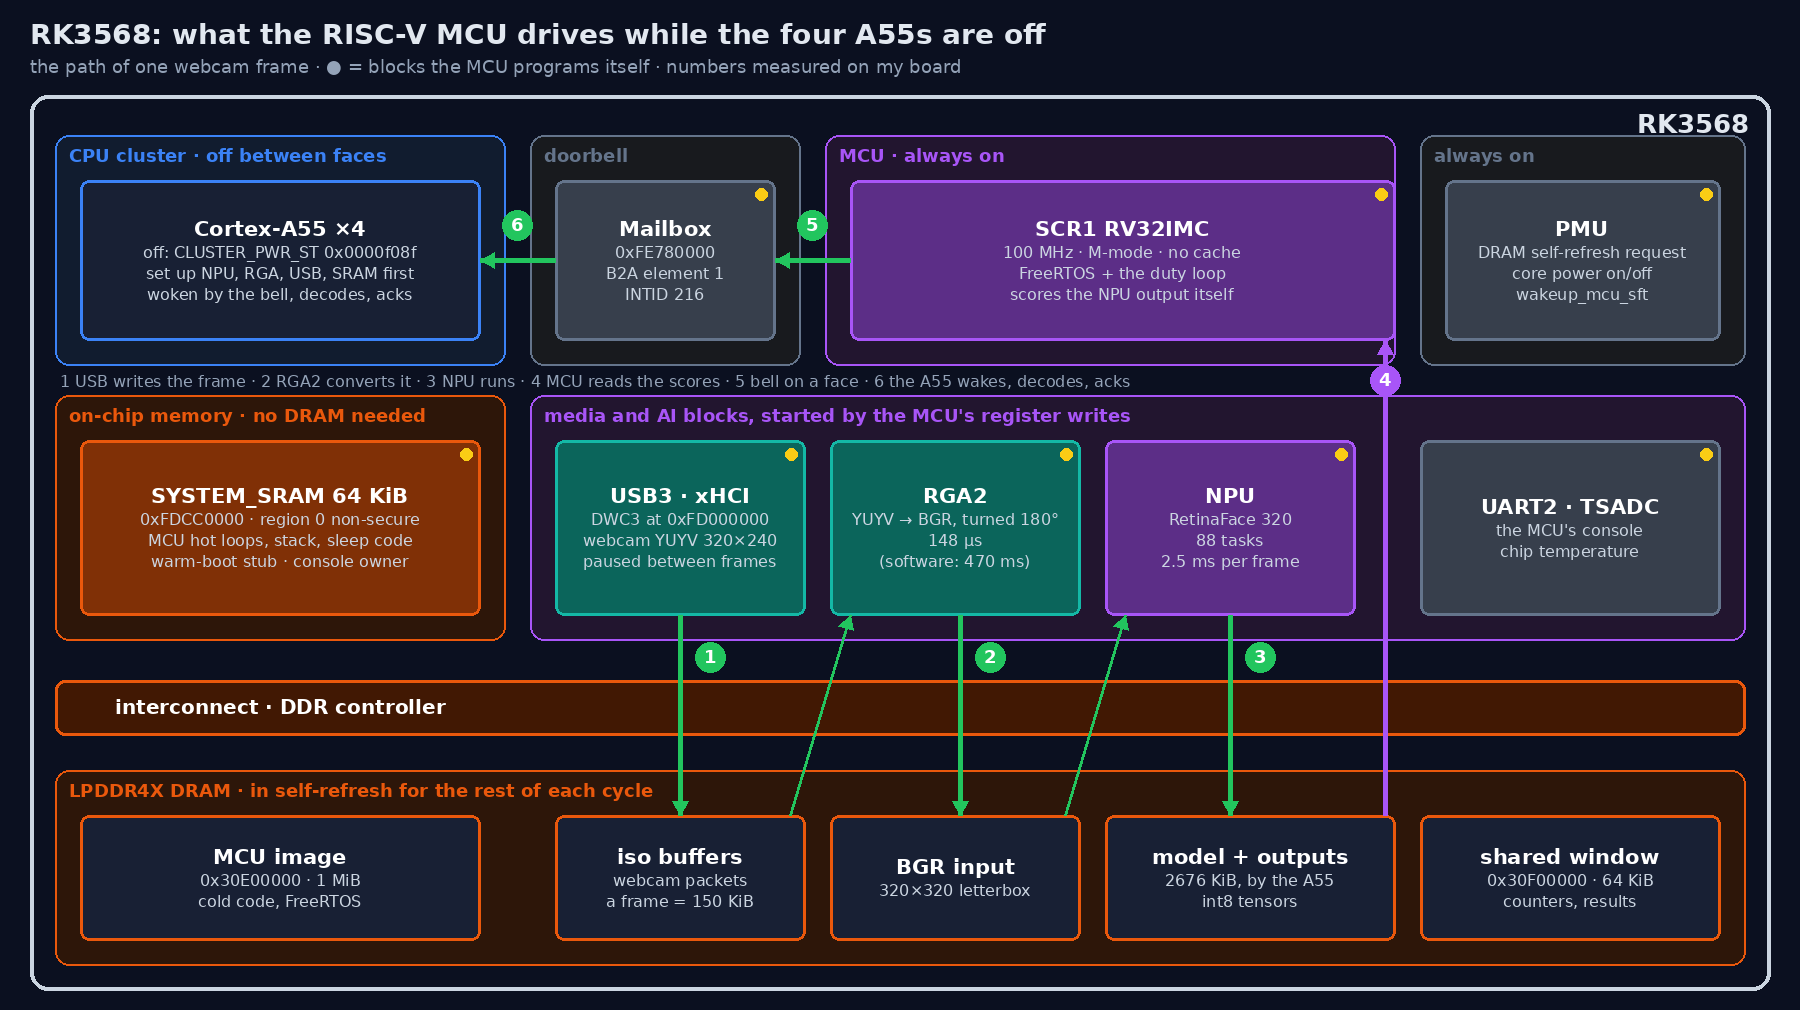 RK3568: what the RISC-V MCU drives while the four A55s are off
the path of one webcam frame · ● = blocks the MCU programs itself · numbers measured on my board
RK3568
CPU cluster · off between faces
Cortex-A55 ×4
off: CLUSTER_PWR_ST 0x0000f08f
set up NPU, RGA, USB, SRAM first
woken by the bell, decodes, acks
6
doorbell
Mailbox
0xFE780000
B2A element 1
INTID 216
5
MCU · always on
SCR1 RV32IMC
100 MHz · M-mode · no cache
FreeRTOS + the duty loop
scores the NPU output itself
always on
PMU
DRAM self-refresh request
core power on/off
wakeup_mcu_sft
1 USB writes the frame · 2 RGA2 converts it · 3 NPU runs · 4 MCU reads the scores · 5 bell on a face · 6 the A55 wakes, decodes, acks
4
on-chip memory · no DRAM needed
SYSTEM_SRAM 64 KiB
0xFDCC0000 · region 0 non-secure
MCU hot loops, stack, sleep code
warm-boot stub · console owner
media and AI blocks, started by the MCU's register writes
USB3 · xHCI
DWC3 at 0xFD000000
webcam YUYV 320×240
paused between frames
RGA2
YUYV → BGR, turned 180°
148 µs
(software: 470 ms)
NPU
RetinaFace 320
88 tasks
2.5 ms per frame
UART2 · TSADC
the MCU's console
chip temperature
1
2
3
interconnect · DDR controller
LPDDR4X DRAM · in self-refresh for the rest of each cycle
MCU image
0x30E00000 · 1 MiB
cold code, FreeRTOS
iso buffers
webcam packets
a frame = 150 KiB
BGR input
320×320 letterbox
model + outputs
2676 KiB, by the A55
int8 tensors
shared window
0x30F00000 · 64 KiB
counters, results